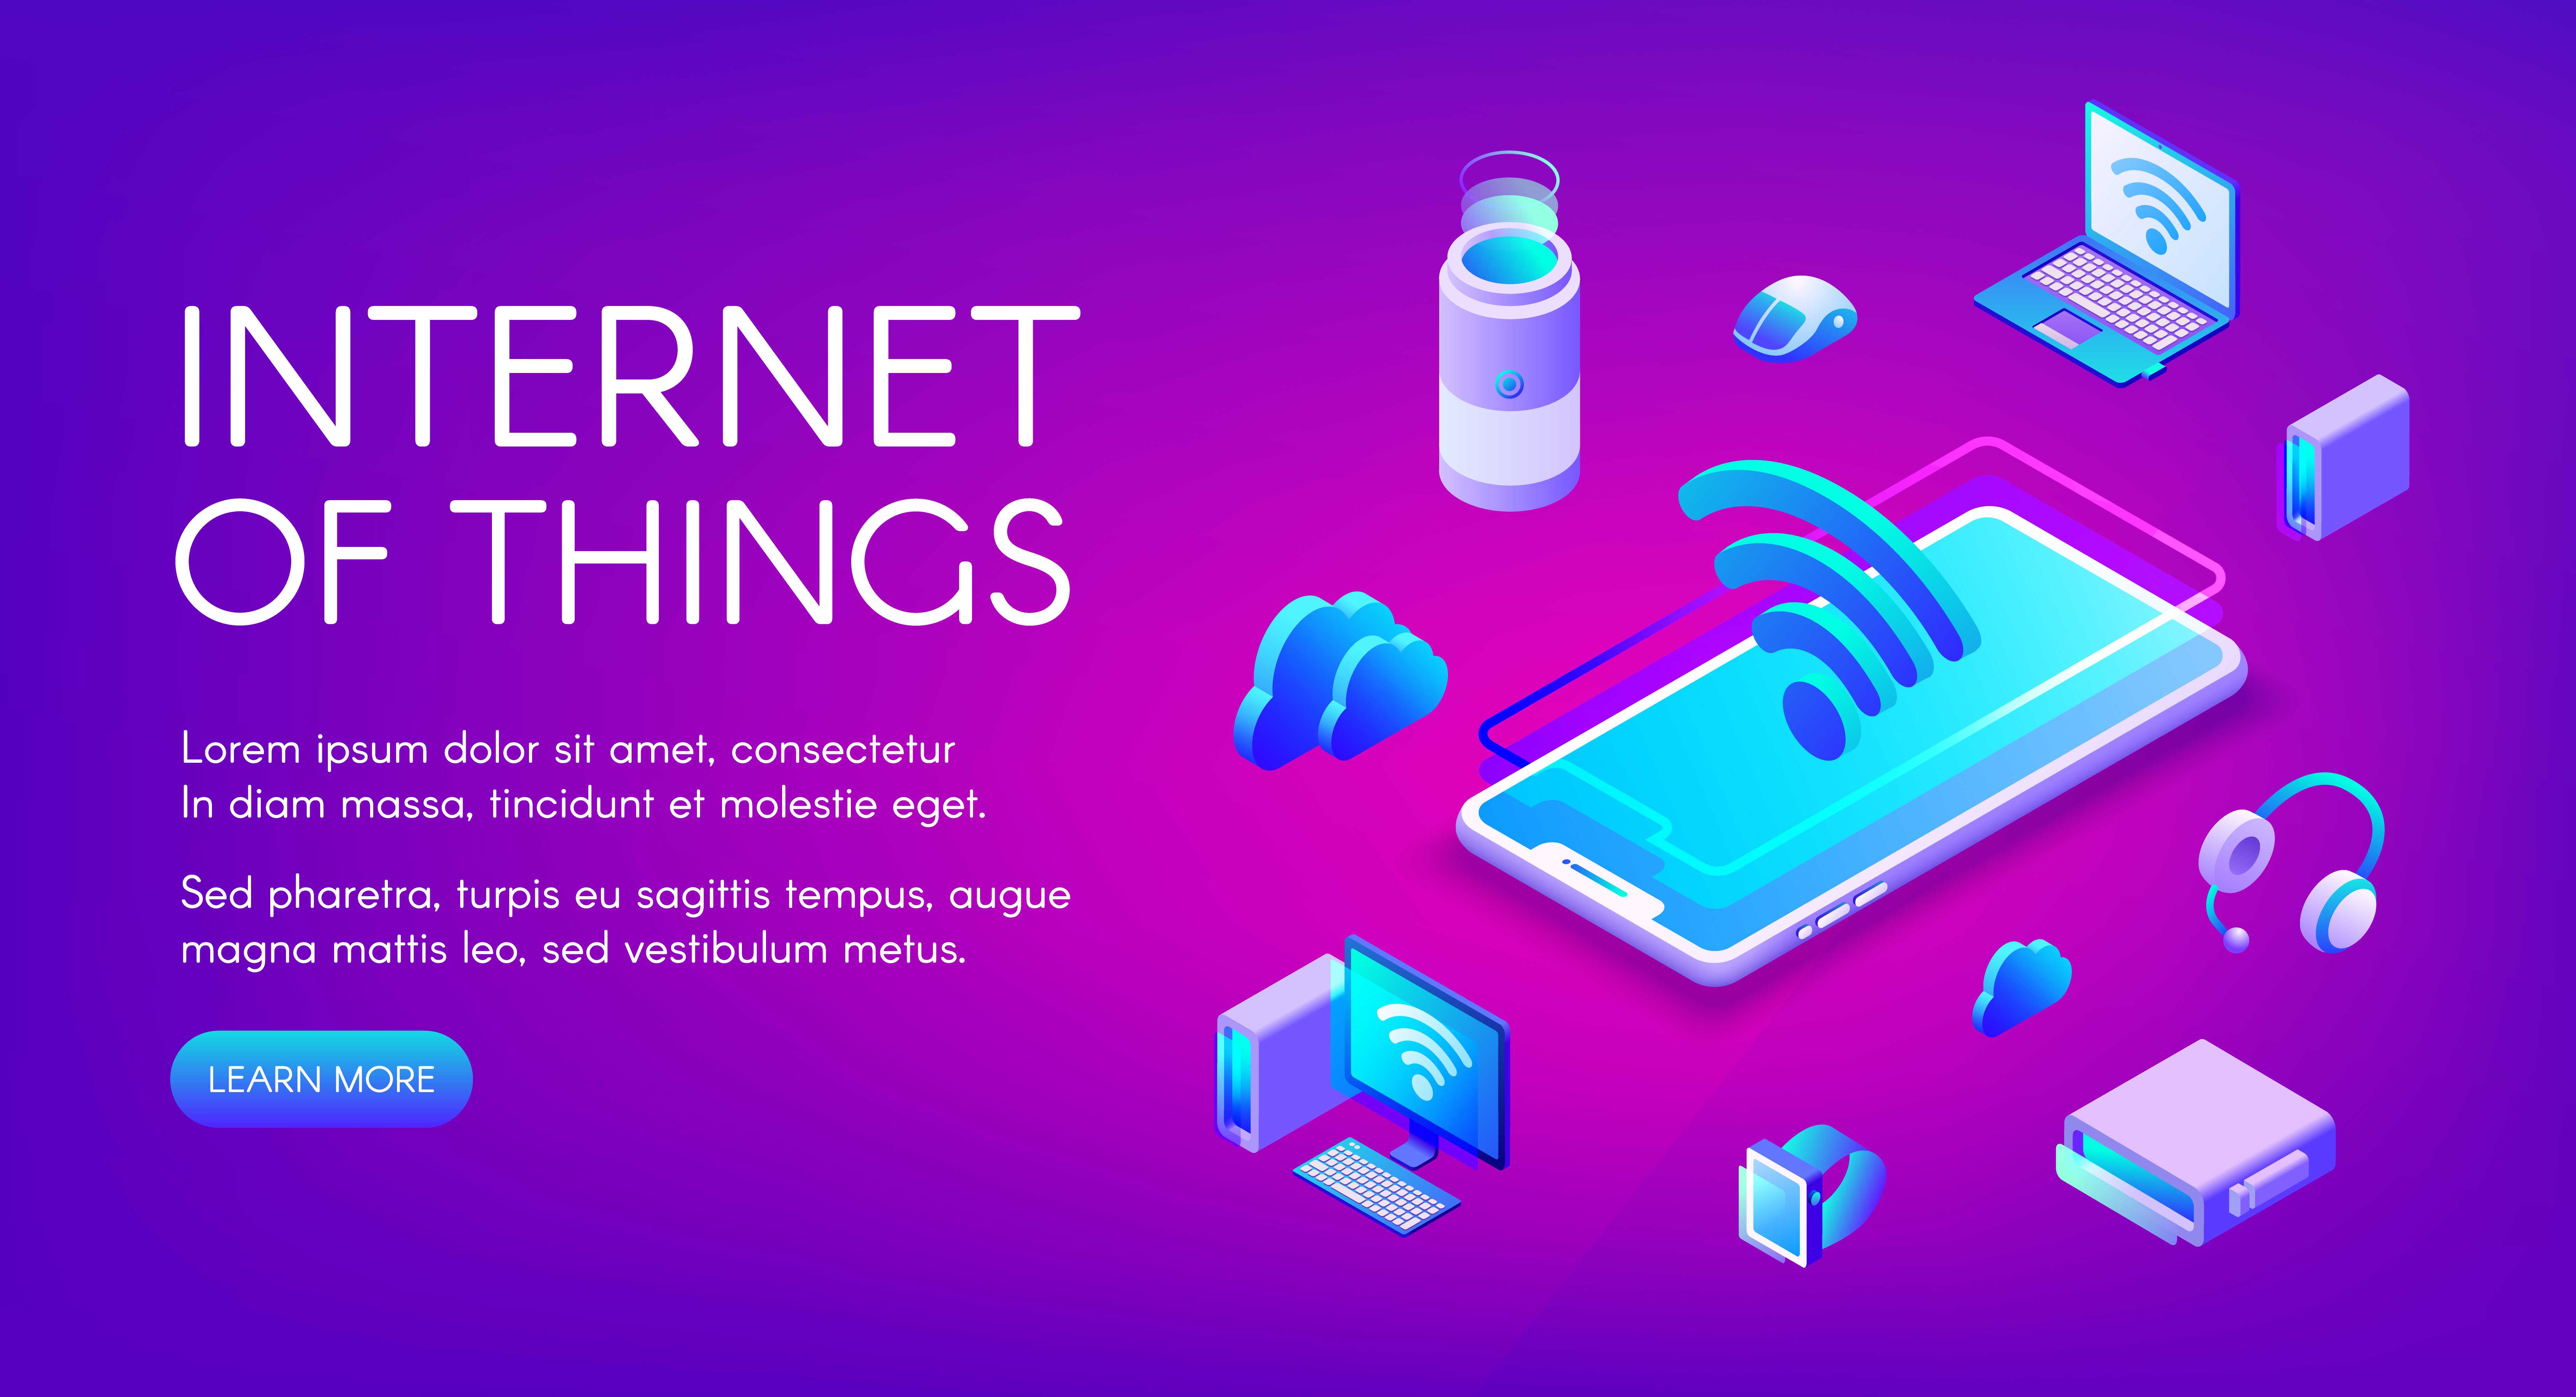 INTERNET
OF THINGS
Lorem ipsum dolor sit amet, consectetur
In diam massa, tincidunt et molestie eget.
Sed pharetra, turpis eu sagittis tempus, augue
magna mattis leo, sed vestibulum metus.
LEARN MORE